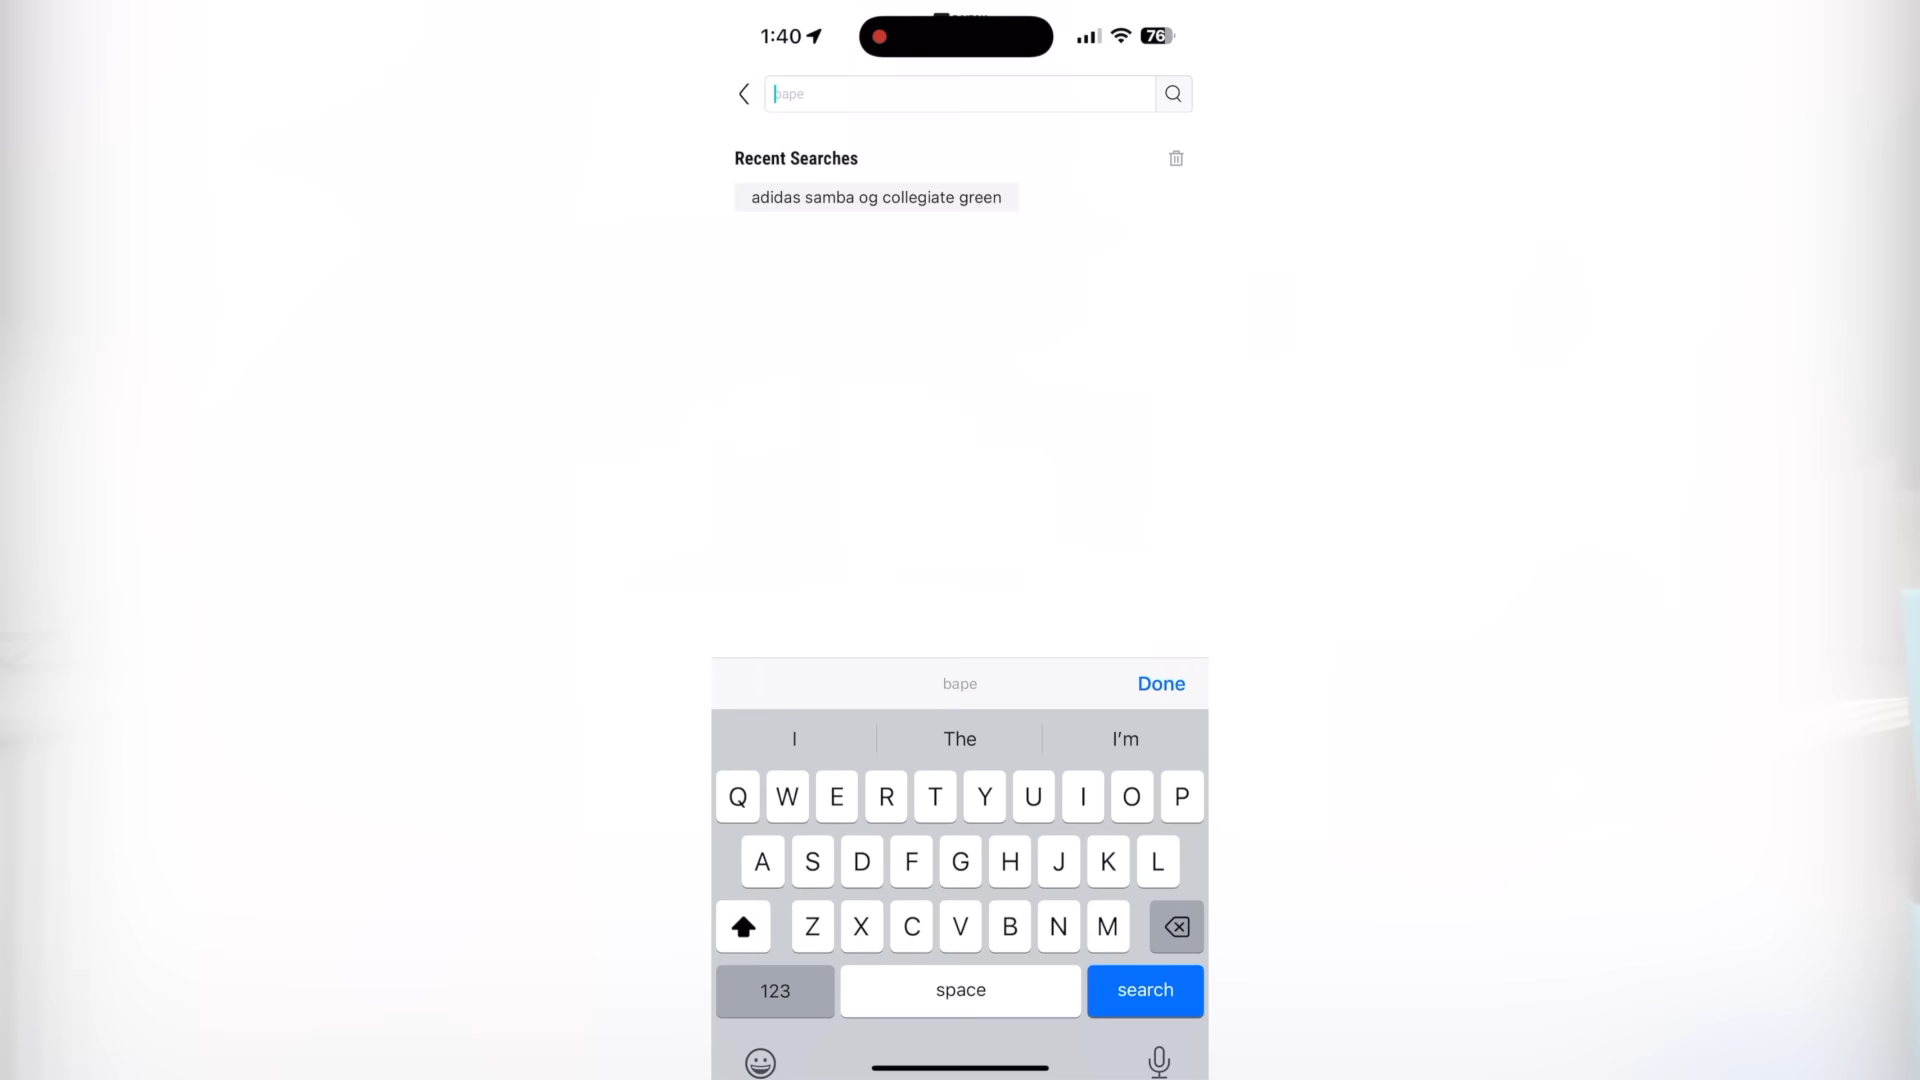 1:40 76
bape
Recent Searches
adidas samba og collegiate green
bape Done
I The I'm
Q W E R T Y U I O P
A S D F G H J K L
Z X C V B N M
123 space search